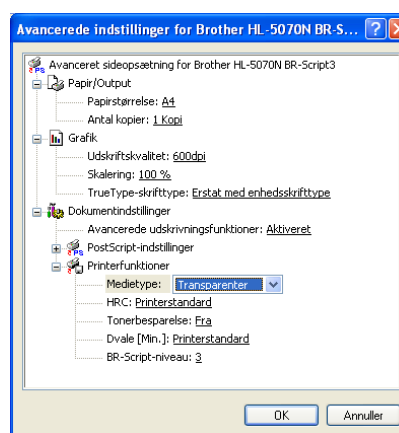 Avancerede indstillinger for Brother HL-5070N BR-S...
Avanceret sideopsætning for Brother HL-5070N BR-Script3
Papir/Output
Papirstørrelse: A4
Antal kopier: 1 Kopi
Grafik
Udskriftskvalitet: 600dpi
Skalering: 100 %
TrueType-skrifttype: Erstat med enhedsskrifttype
Dokumentindstillinger
Avancerede udskrivningsfunktioner: Aktiveret
PostScript-indstillinger
Printerfunktioner
Medietype: Transparenter
HRC: Printerstandard
Tonerbesparelse: Fra
Dvale [Min.]: Printerstandard
BR-Script-niveau: 3
OK Annuller